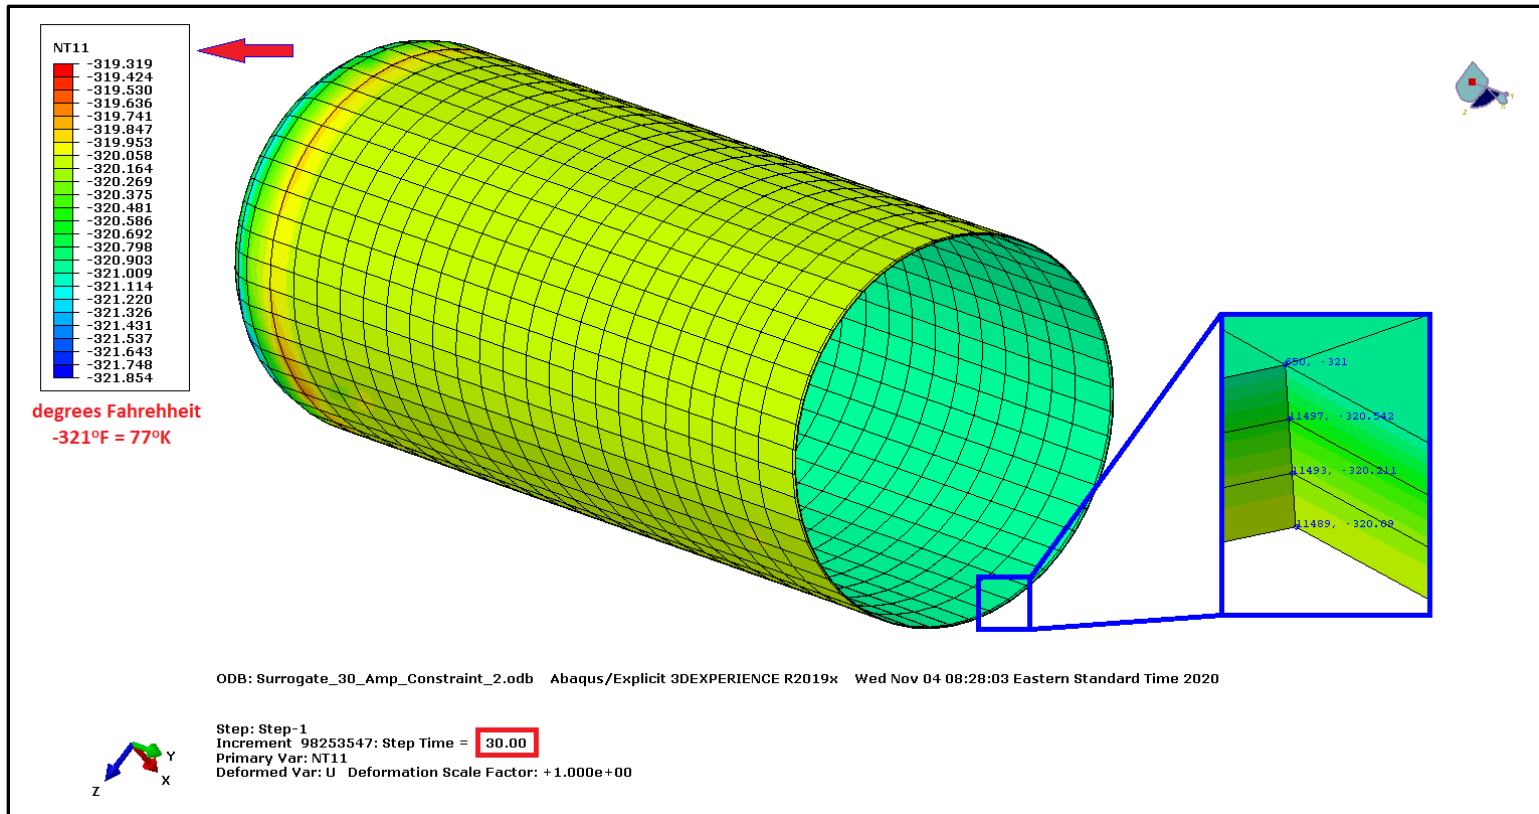 NT11
-319.319
-319.424
-319.530
-319.636
-319.741
-319.847
-319.953
-320.058
-320.164
-320.269
-320.375
-320.481
-320.586
-320.692
-320.798
-320.903
-321.009
-321.114
-321.220
-321.326
-321.431
-321.537
-321.643
-321.748
-321.854
degrees Fahrehheit
-321ºF = 77ºK
650, -321
11497, -320.542
11493, -320.211
11489, -320.09
ODB: Surrogate_30_Amp_Constraint_2.odb Abaqus/Explicit 3DEXPERIENCE R2019x Wed Nov 04 08:28:03 Eastern Standard Time 2020
Step: Step-1
Increment 98253547: Step Time = 30.00
Primary Var: NT11
Deformed Var: U Deformation Scale Factor: +1.000e+00
Y
X
Z